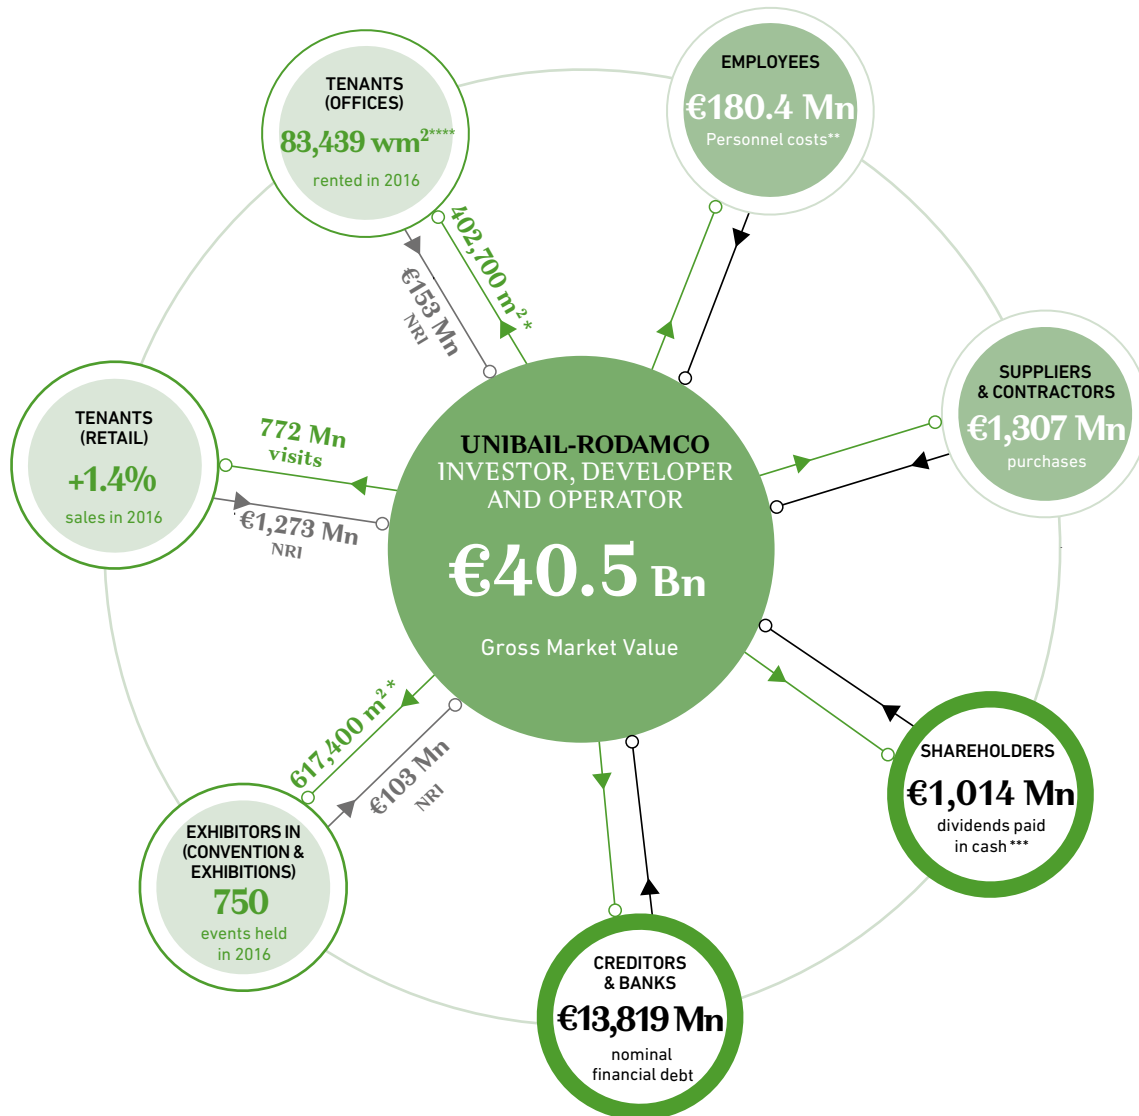 EMPLOYEES
€180.4 Mn
Personnel costs**
TENANTS
(OFFICES)
83,439 wm²****
rented in 2016
402,700 m² *
€153 Mn
NRI
SUPPLIERS
& CONTRACTORS
€1,307 Mn
purchases
TENANTS
(RETAIL)
+1.4%
sales in 2016
772 Mn
visits
€1,273 Mn
NRI
UNIBAIL-RODAMCO
INVESTOR, DEVELOPER
AND OPERATOR
€40.5 Bn
Gross Market Value
617,400 m² *
€103 Mn
NRI
SHAREHOLDERS
€1,014 Mn
dividends paid
in cash ***
EXHIBITORS IN
(CONVENTION &
EXHIBITIONS)
750
events held
in 2016
CREDITORS
& BANKS
€13,819 Mn
nominal
financial debt